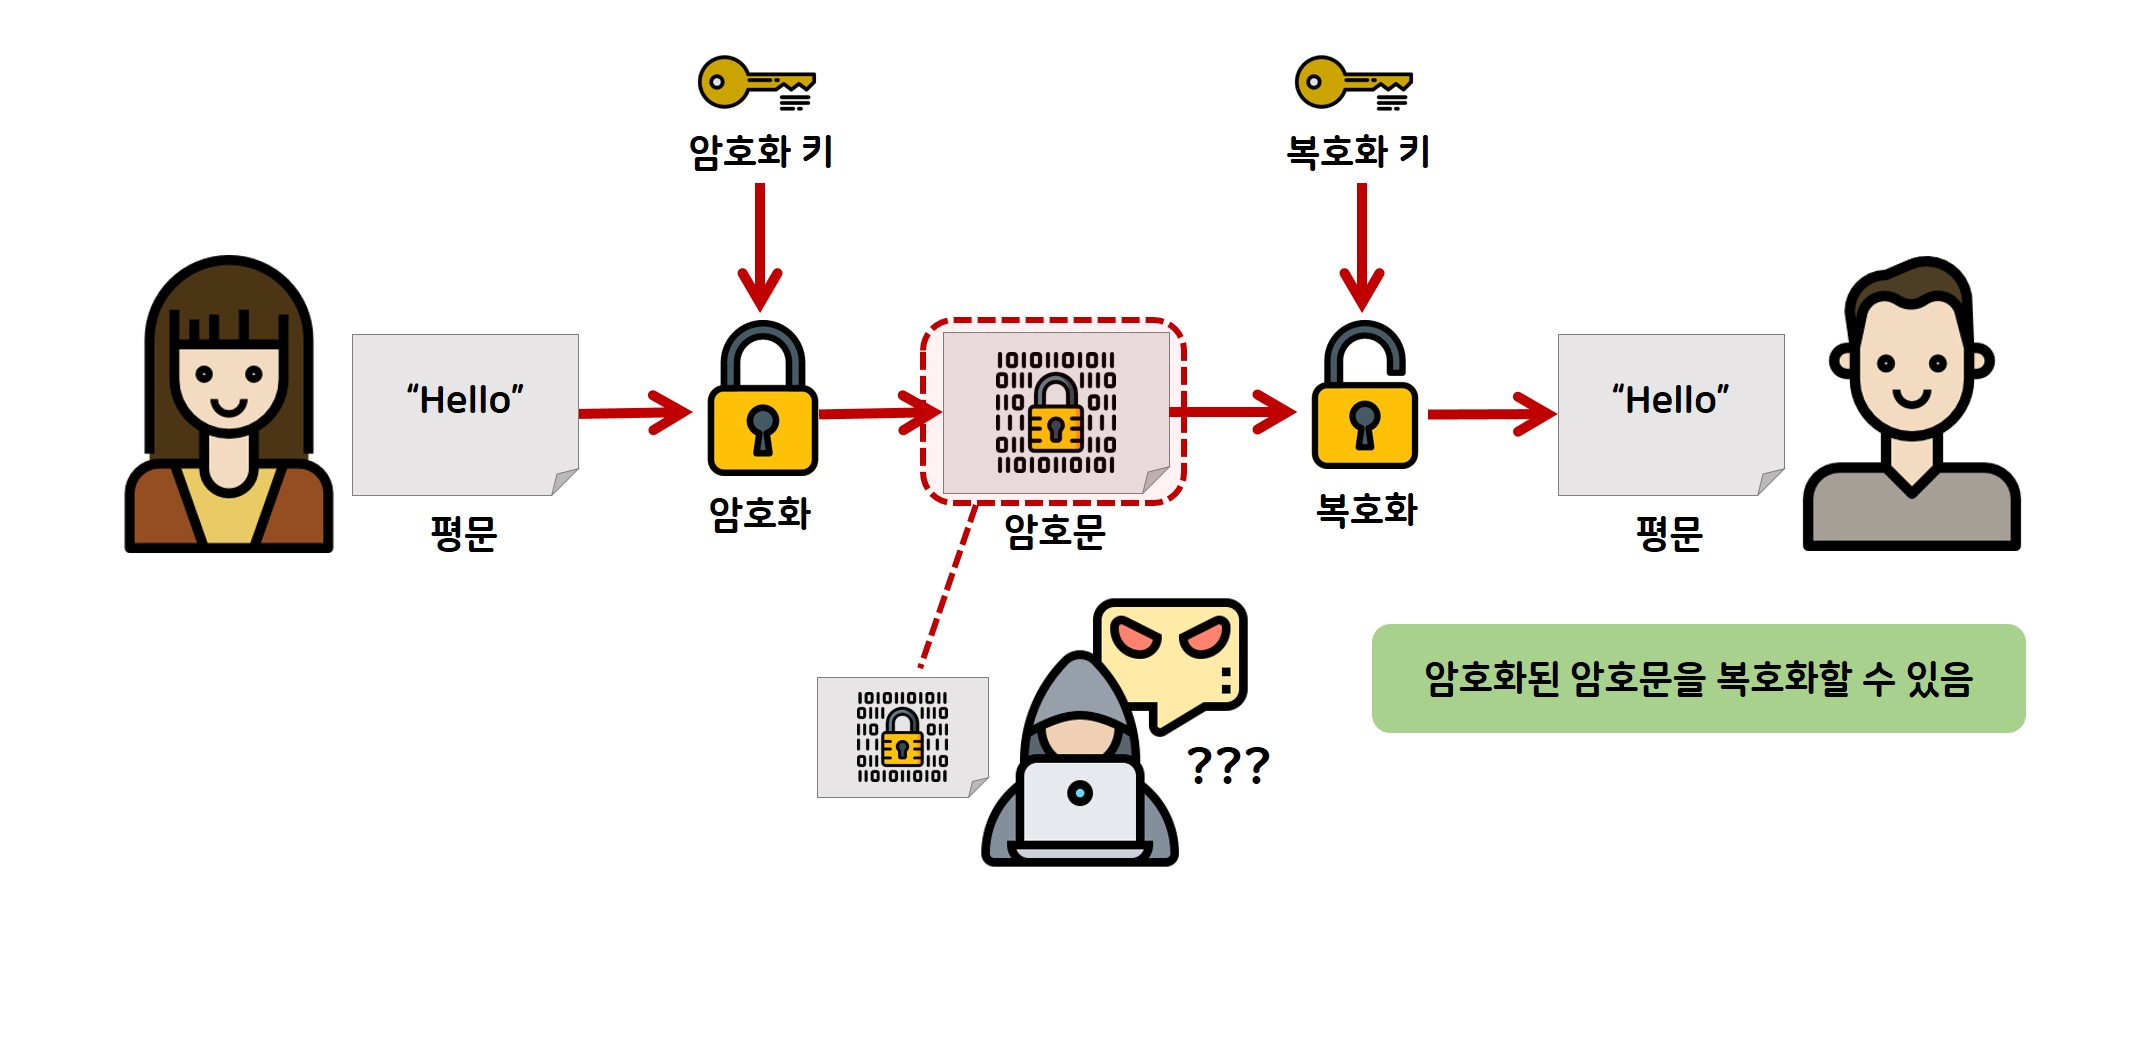 암호화 키
복호화 키
“Hello”
“Hello”
평문
암호화
암호문
복호화
평문
암호화된 암호문을 복호화할 수 있음
???